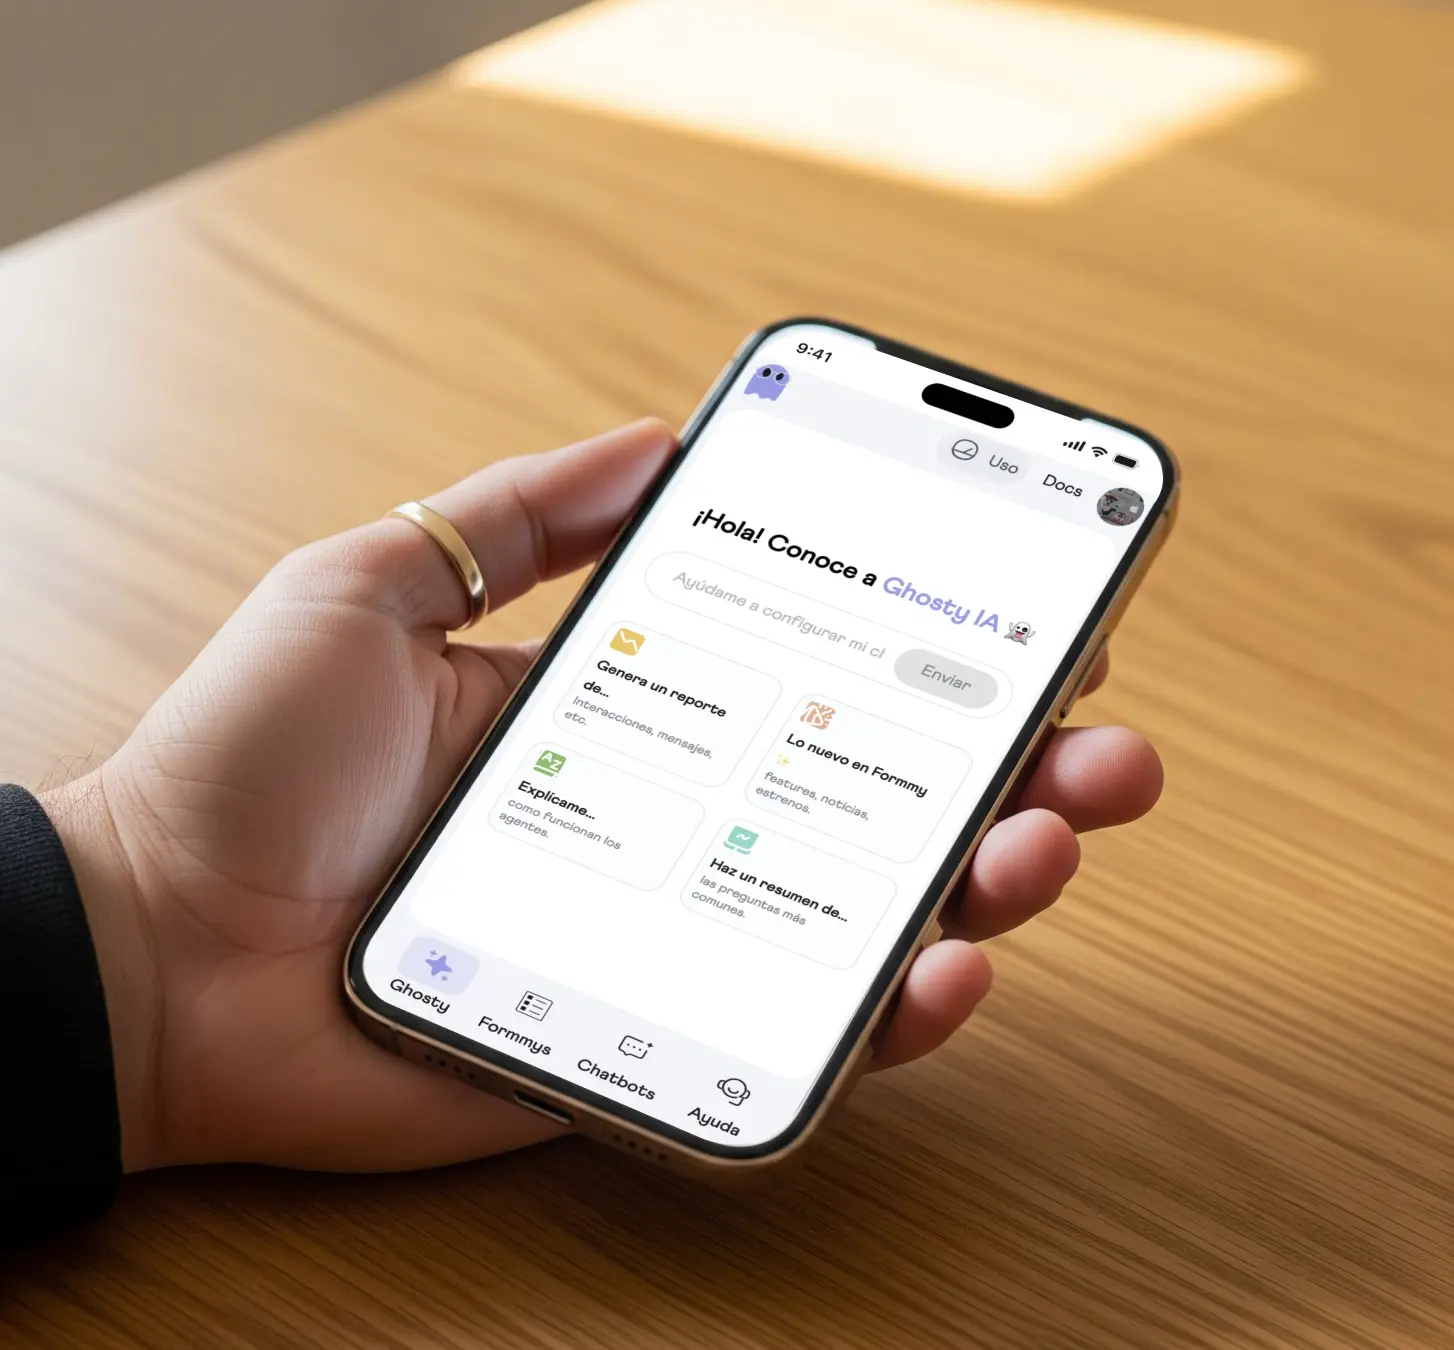 9:41
Uso
Docs
¡Hola! Conoce a Ghosty IA 👻
Ayúdame a configurar mi c
Enviar
Genera un reporte
de...
interacciones, mensajes,
etc.
Lo nuevo en Formmy
✨
features, noticias,
estrenos.
Explícame...
como funcionan los
agentes.
Haz un resumen de...
las preguntas más
comunes.
Ghosty
Formmys
Chatbots
Ayuda